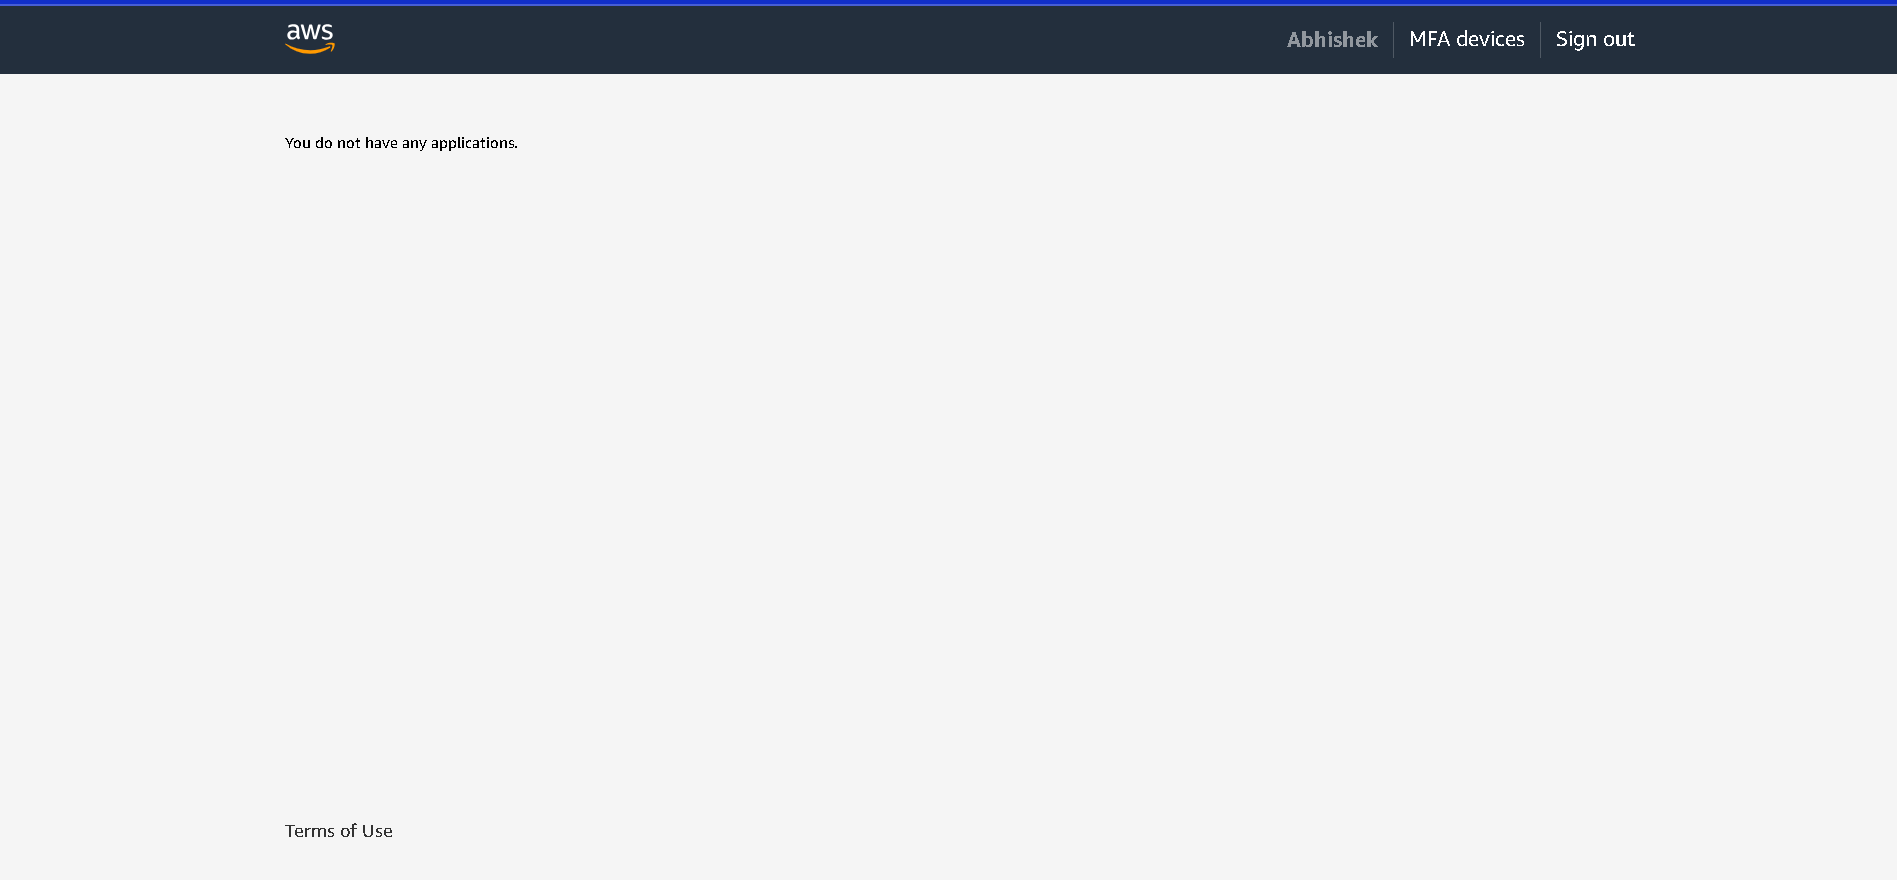 aws
Abhishek
MFA devices
Sign out
You do not have any applications.
Terms of Use